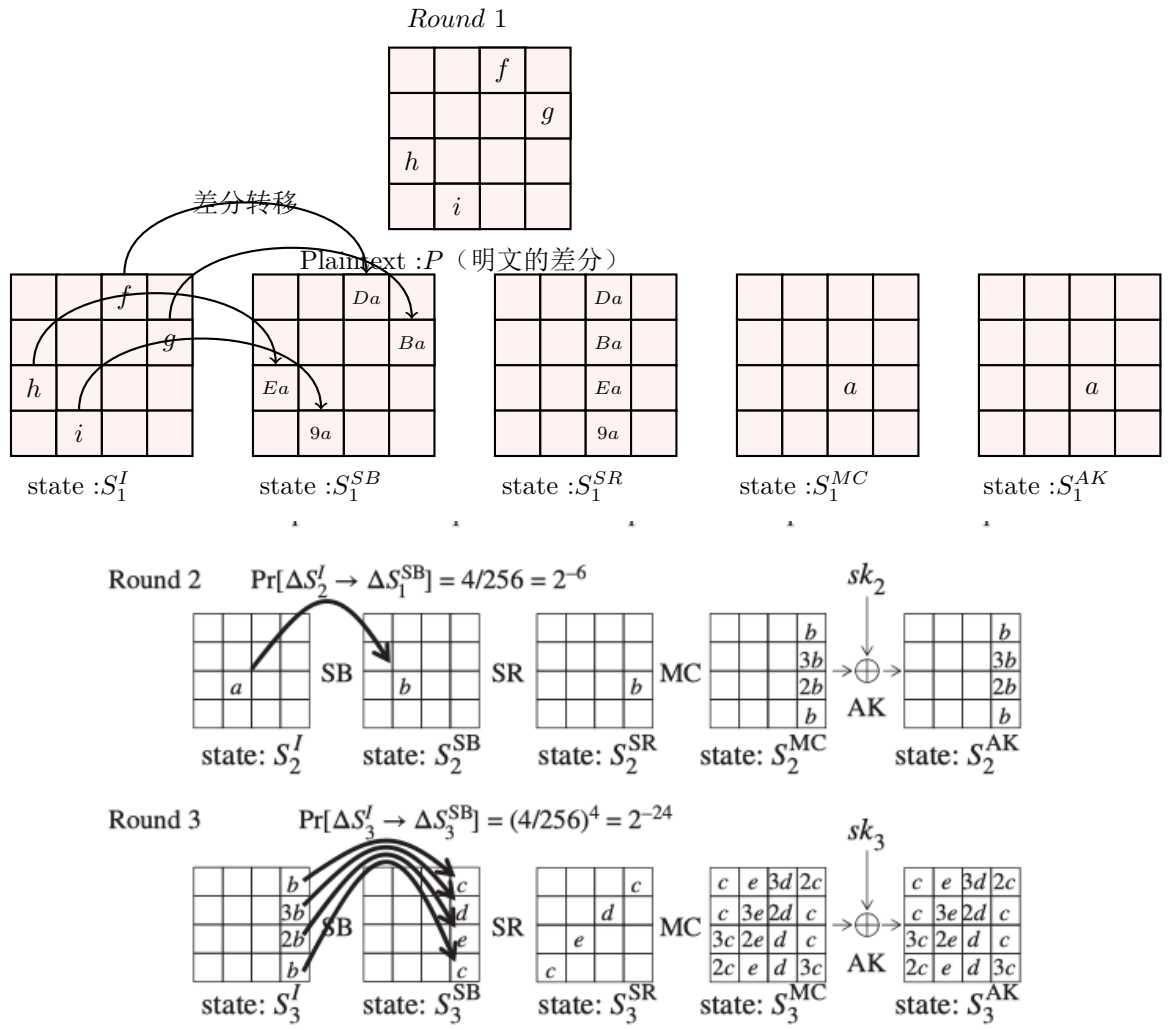 Round 1
f
g
h
i
差分转移
Plaintext :P（明文的差分）
f
g
h
i
Da
Ba
Ea
9a
Da
Ba
Ea
9a
a
a
state :S_1^I
state :S_1^{SB}
state :S_1^{SR}
state :S_1^{MC}
state :S_1^{AK}
Round 2
Pr[ΔS_2^I → ΔS_1^{SB}] = 4/256 = 2^{-6}
sk_2
a
SB
b
SR
b
MC
b
3b
2b
b
AK
b
3b
2b
b
state: S_2^I
state: S_2^{SB}
state: S_2^{SR}
state: S_2^{MC}
state: S_2^{AK}
Round 3
Pr[ΔS_3^I → ΔS_3^{SB}] = (4/256)^4 = 2^{-24}
sk_3
b
3b
2b
b
SB
c
d
e
c
SR
c
d
e
c
MC
c e 3d 2c
c 3e 2d c
3c 2e d c
2c e d 3c
AK
c e 3d 2c
c 3e 2d c
3c 2e d c
2c e d 3c
state: S_3^I
state: S_3^{SB}
state: S_3^{SR}
state: S_3^{MC}
state: S_3^{AK}